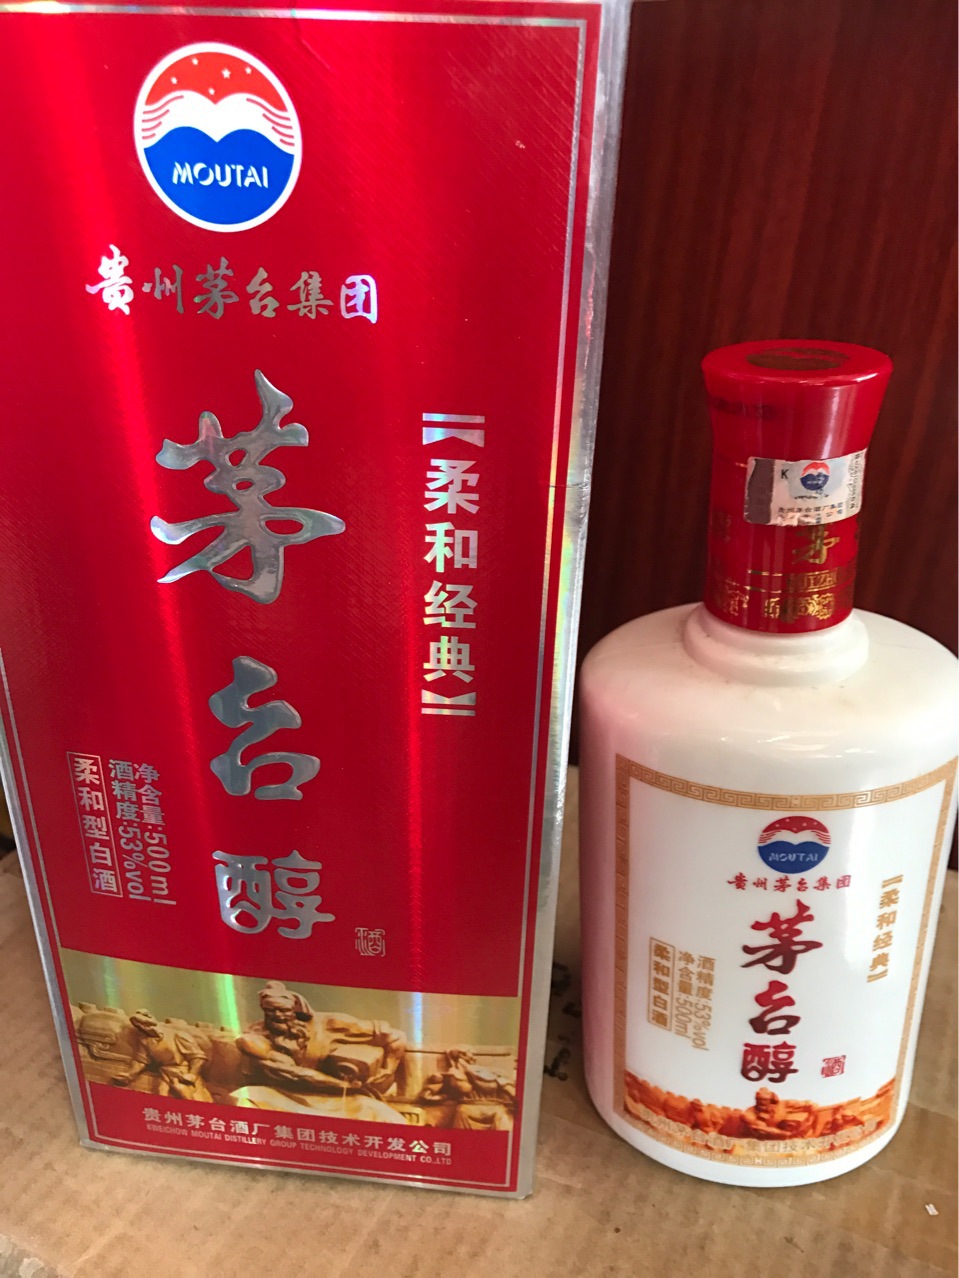 MOUTAI
贵州茅台集团
茅台醇
【柔和经典】
净含量:500ml
酒精度:53%vol
柔和型白酒
酒
贵州茅台酒厂集团技术开发公司
KWEICHOW MOUTAI DISTILLERY GROUP TECHNOLOGY DEVELOPMENT CO.,LTD
K
茅
MOUTAI
贵州茅台集团
【柔和经典】
茅台醇
酒精度:53%vol
净含量:500ml
柔和型白酒
酒